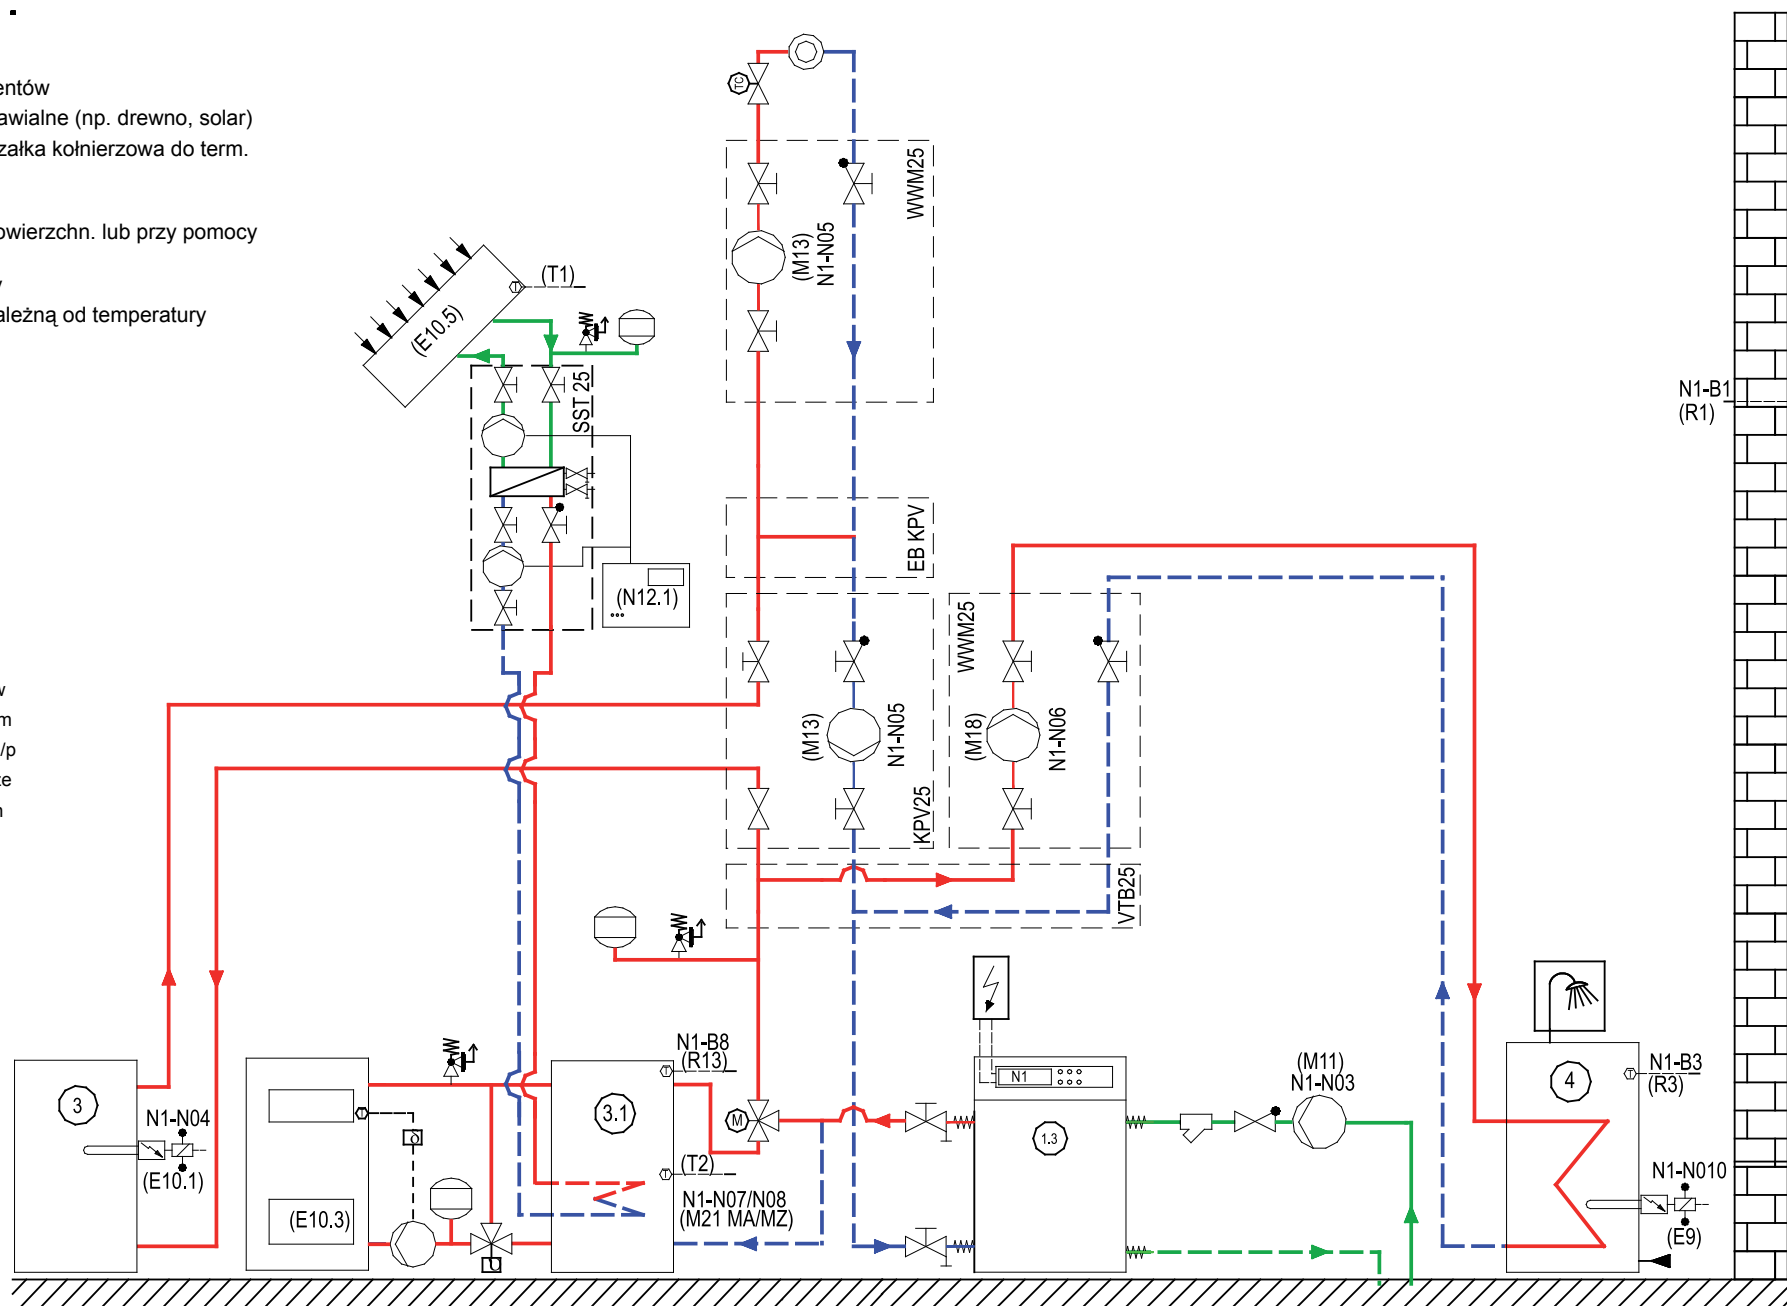 entów
awialne (np. drewno, solar)
załka kołnierzowa do term.
owierzchn. lub przy pomocy
ależną od temperatury
w
m
/p
te
TC
WWM25
(M13)
N1-N05
(T1)
(E10.5)
SST 25
N1-B1
(R1)
EB KPV
(N12.1)
WWM25
(M13)
N1-N05
(M18)
N1-N06
KPV25
VTB25
N1-B8
(R13)
(M11)
N1-N03
N1
N1-B3
(R3)
3
N1-N04
(E10.1)
3.1
M
1.3
4
(T2)
(E10.3)
N1-N07/N08
(M21 MA/MZ)
N1-N010
(E9)